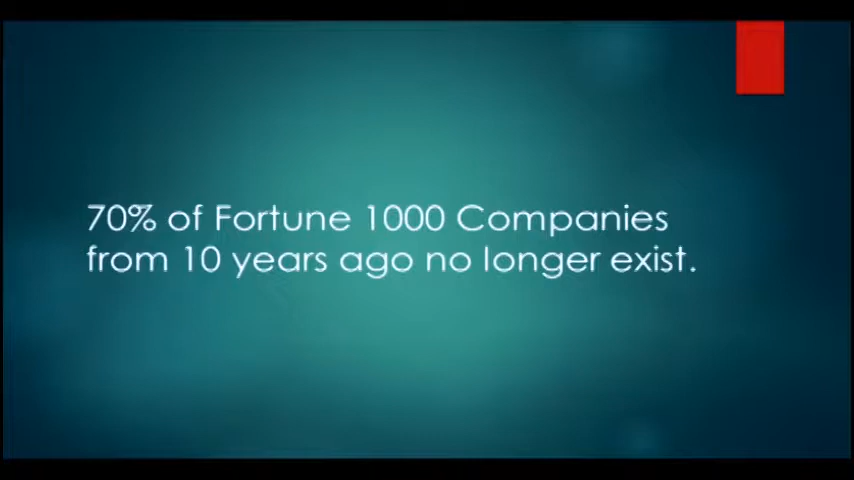 70% of Fortune 1000 Companies
from 10 years ago no longer exist.